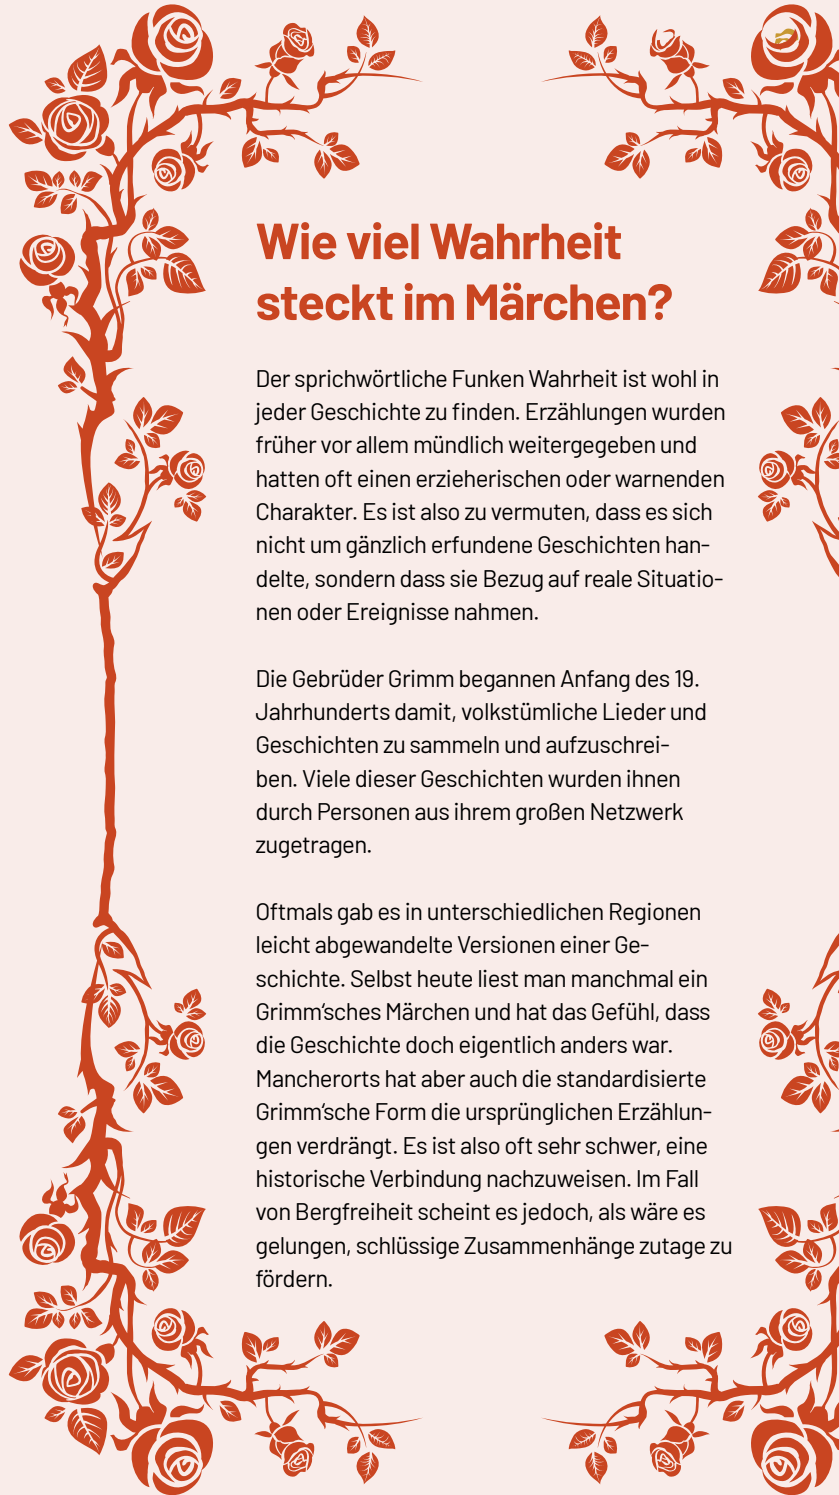 Wie viel Wahrheit
steckt im Märchen?
Der sprichwörtliche Funken Wahrheit ist wohl in
jeder Geschichte zu finden. Erzählungen wurden
früher vor allem mündlich weitergegeben und
hatten oft einen erzieherischen oder warnenden
Charakter. Es ist also zu vermuten, dass es sich
nicht um gänzlich erfundene Geschichten han-
delte, sondern dass sie Bezug auf reale Situatio-
nen oder Ereignisse nahmen.
Die Gebrüder Grimm begannen Anfang des 19.
Jahrhunderts damit, volkstümliche Lieder und
Geschichten zu sammeln und aufzuschrei-
ben. Viele dieser Geschichten wurden ihnen
durch Personen aus ihrem großen Netzwerk
zugetragen.
Oftmals gab es in unterschiedlichen Regionen
leicht abgewandelte Versionen einer Ge-
schichte. Selbst heute liest man manchmal ein
Grimm‘sches Märchen und hat das Gefühl, dass
die Geschichte doch eigentlich anders war.
Mancherorts hat aber auch die standardisierte
Grimm‘sche Form die ursprünglichen Erzählun-
gen verdrängt. Es ist also oft sehr schwer, eine
historische Verbindung nachzuweisen. Im Fall
von Bergfreiheit scheint es jedoch, als wäre es
gelungen, schlüssige Zusammenhänge zutage zu
fördern.